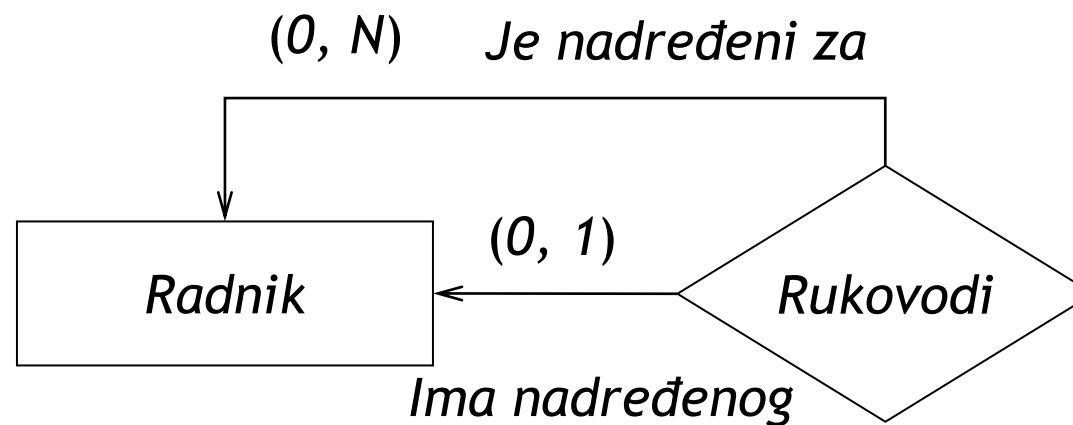 (0, N) Je nadređeni za
(0, 1)
Radnik Rukovodi
Ima nadređenog